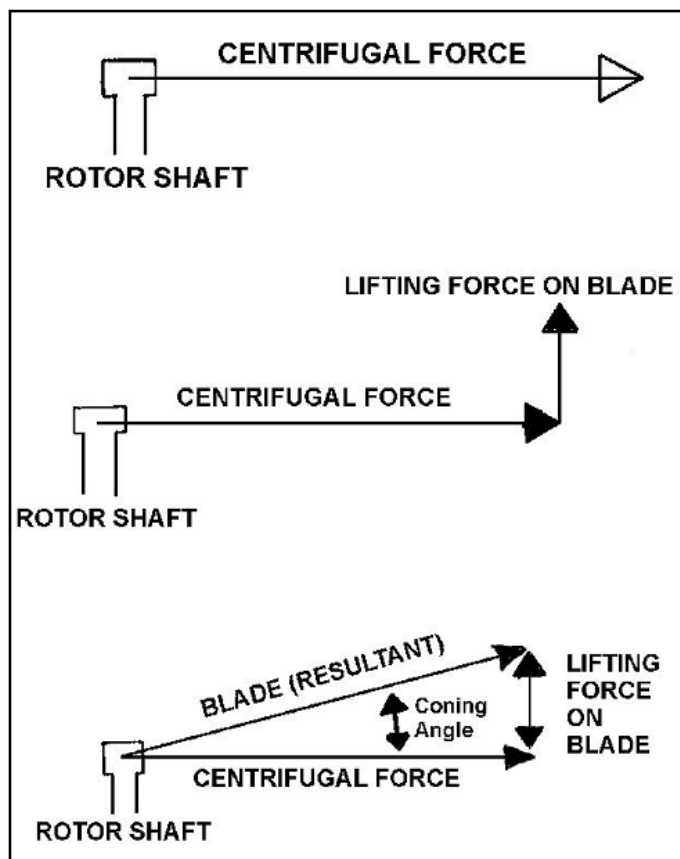 CENTRIFUGAL FORCE
ROTOR SHAFT
LIFTING FORCE ON BLADE
CENTRIFUGAL FORCE
ROTOR SHAFT
BLADE (RESULTANT)
Coning
Angle
LIFTING
FORCE
ON
BLADE
CENTRIFUGAL FORCE
ROTOR SHAFT